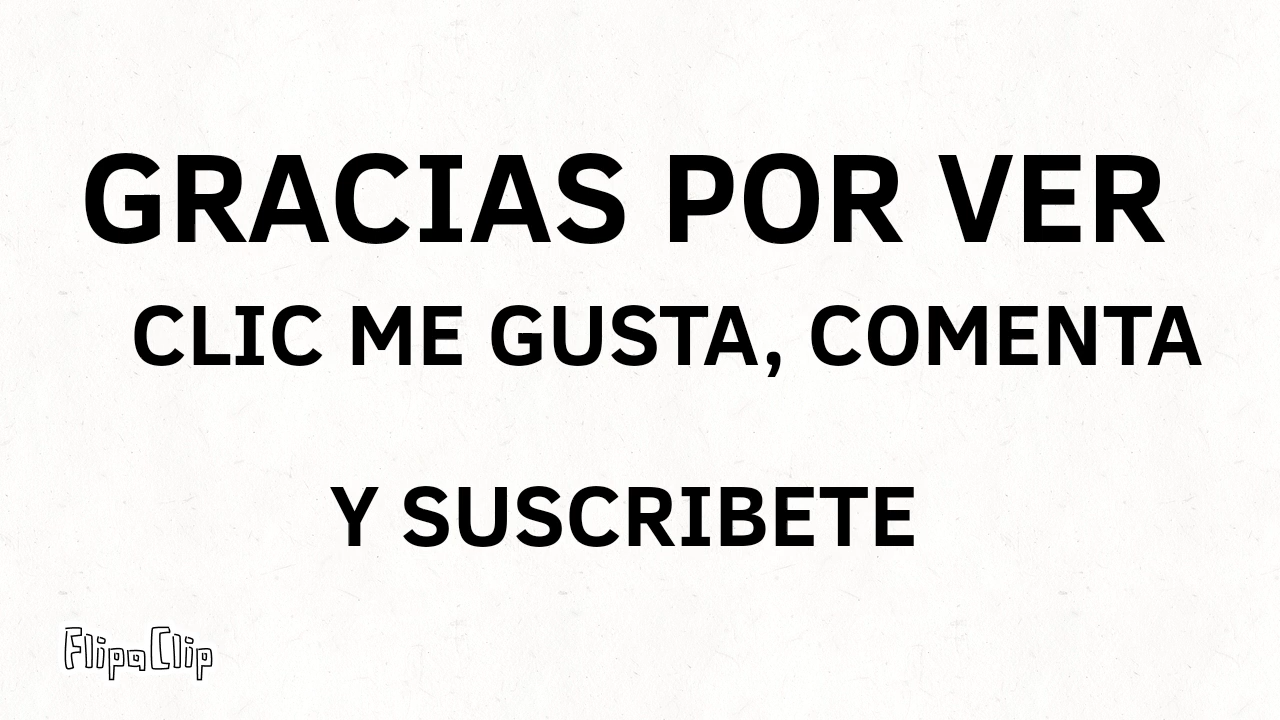 GRACIAS POR VER
CLIC ME GUSTA, COMENTA
Y SUSCRIBETE
FlipaClip